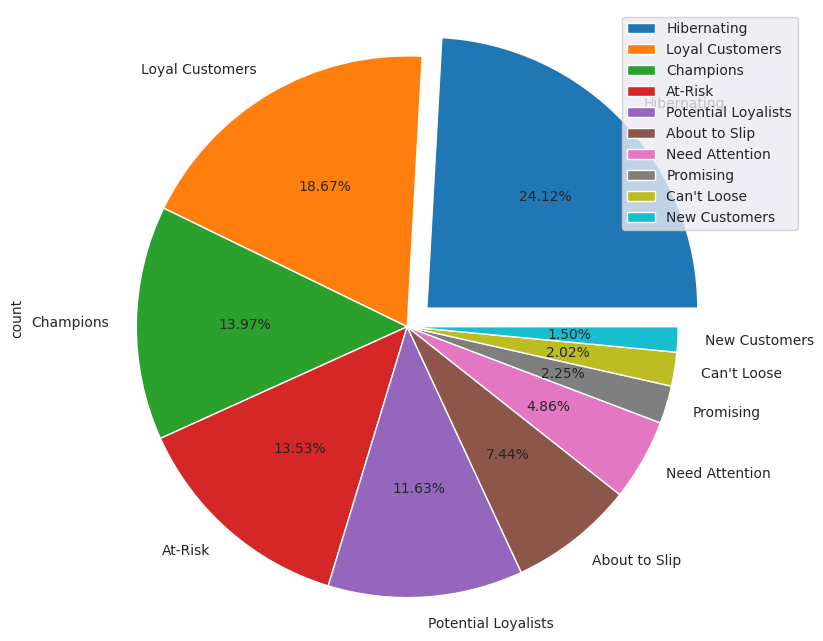 Hibernating
Loyal Customers
Champions
At-Risk
Potential Loyalists
About to Slip
Need Attention
Promising
Can't Loose
New Customers
Hibernating
24.12%
Loyal Customers
18.67%
Champions
13.97%
At-Risk
13.53%
Potential Loyalists
11.63%
About to Slip
7.44%
Need Attention
4.86%
Promising
2.25%
Can't Loose
2.02%
New Customers
1.50%
count